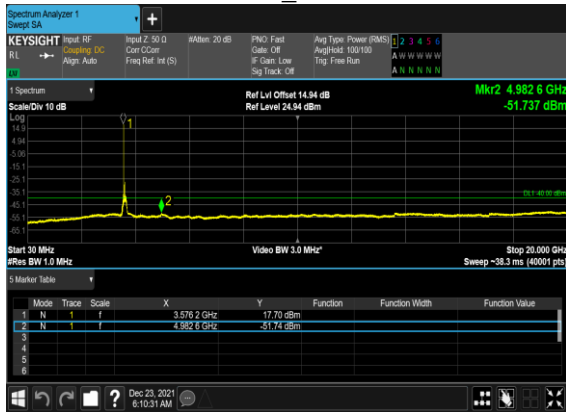 Spectrum Analyzer 1
Swept SA
+
KEYSIGHT Input: RF Input Z: 50 Ω #Atten: 20 dB PNO: Fast Avg Type: Power (RMS) 1 2 3 4 5 6
RL Coupling: DC Corr CCorr Gate: Off Avg|Hold: 100/100 A W W W W W
Align: Auto Freq Ref: Int (S) IF Gain: Low Trig: Free Run
Sig Track: Off A N N N N N
1 Spectrum Ref Lvl Offset 14.94 dB Mkr2 4.982 6 GHz
Scale/Div 10 dB Ref Level 24.94 dBm -51.737 dBm
Log
14.9
4.94
-5.06
-15.1
-25.1
-35.1
-45.1
-55.1
-65.1
1
2
DL1 -40.00 dBm
Start 30 MHz Video BW 3.0 MHz* Stop 20.000 GHz
#Res BW 1.0 MHz Sweep ~38.3 ms (40001 pts)
5 Marker Table
Mode Trace Scale X Y Function Function Width Function Value
1 N 1 f 3.576 2 GHz 17.70 dBm
2 N 1 f 4.982 6 GHz -51.74 dBm
3
4
5
6
?
Dec 23, 2021
6:10:31 AM